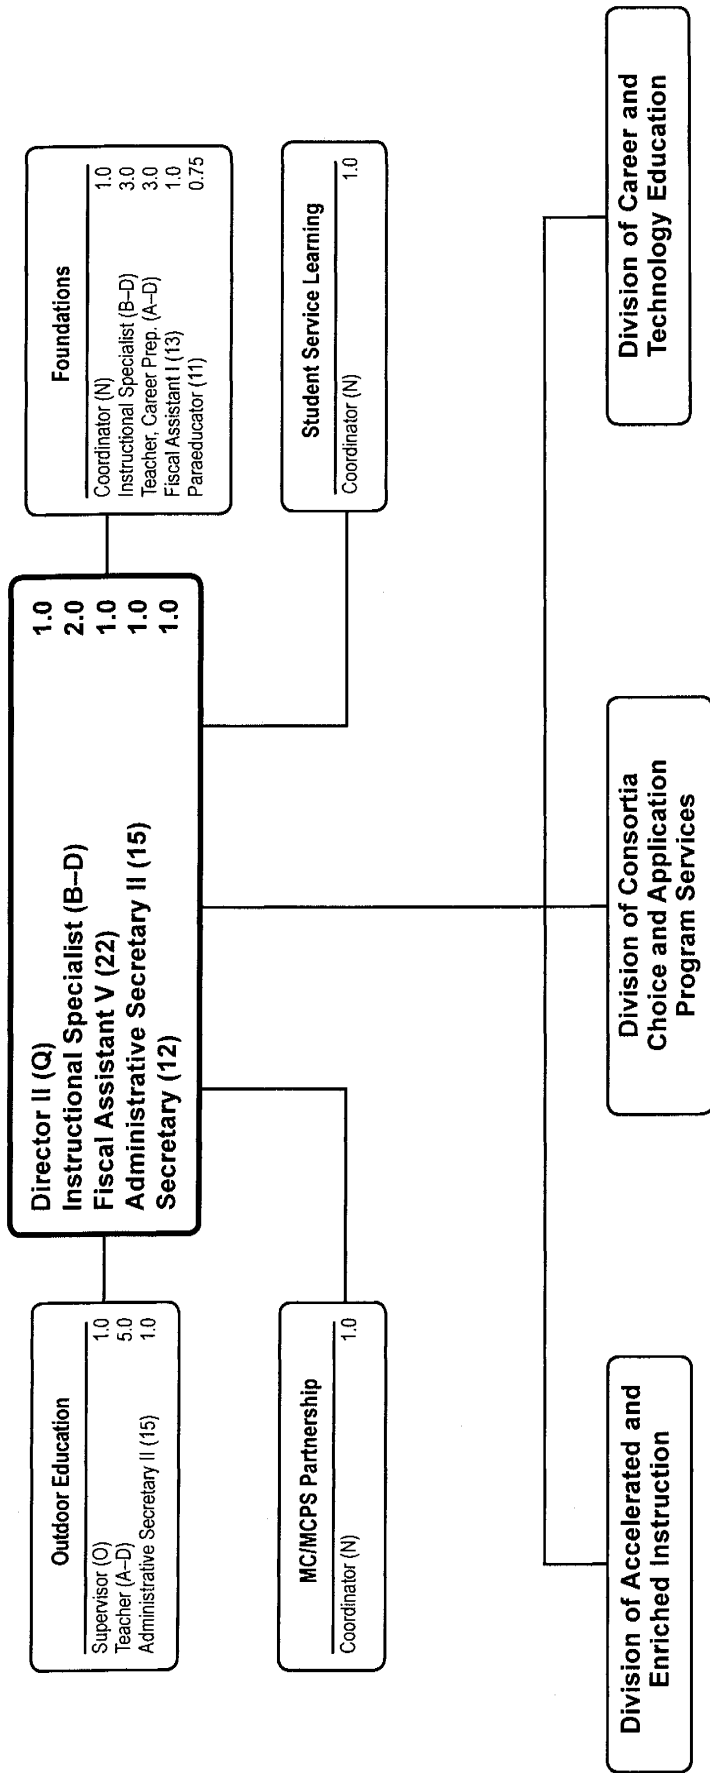 Director II (Q) 1.0
Instructional Specialist (B–D) 2.0
Fiscal Assistant V (22) 1.0
Administrative Secretary II (15) 1.0
Secretary (12) 1.0
Outdoor Education
Supervisor (O) 1.0
Teacher (A–D) 5.0
Administrative Secretary II (15) 1.0
Foundations
Coordinator (N) 1.0
Instructional Specialist (B–D) 3.0
Teacher, Career Prep. (A–D) 3.0
Fiscal Assistant I (13) 1.0
Paraeducator (11) 0.75
MC/MCPS Partnership
Coordinator (N) 1.0
Student Service Learning
Coordinator (N) 1.0
Division of Accelerated and
Enriched Instruction
Division of Consortia
Choice and Application
Program Services
Division of Career and
Technology Education